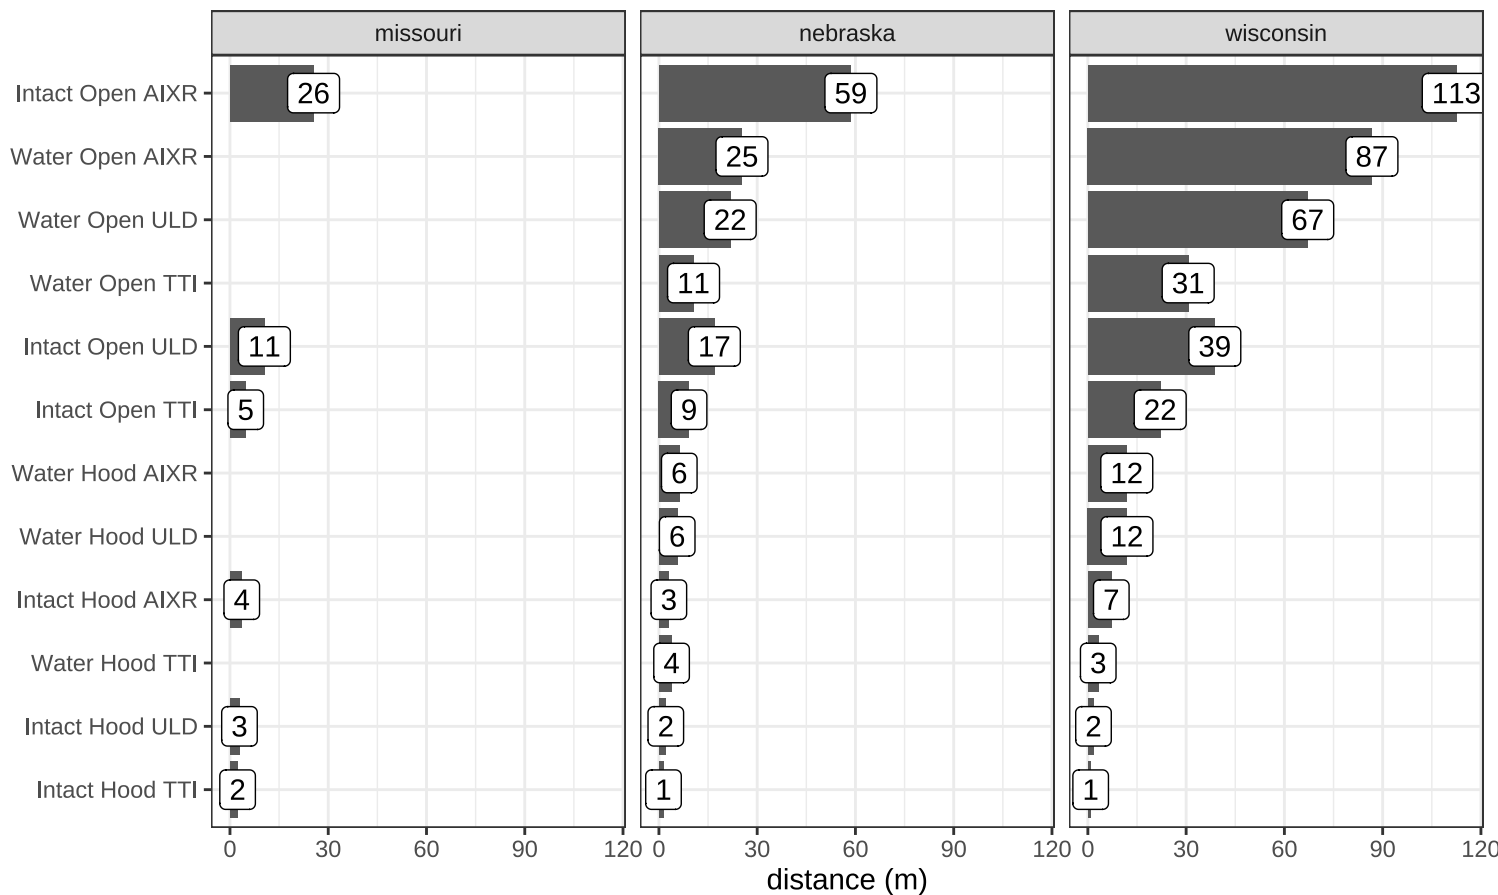 missouri nebraska wisconsin
Intact Open AIXR 26 59 113
Water Open AIXR 25 87
Water Open ULD 22 67
Water Open TTI 11 31
Intact Open ULD 11 17 39
Intact Open TTI 5 9 22
Water Hood AIXR 6 12
Water Hood ULD 6 12
Intact Hood AIXR 4 3 7
Water Hood TTI 4 3
Intact Hood ULD 3 2 2
Intact Hood TTI 2 1 1
0 30 60 90 120 0 30 60 90 120 0 30 60 90 120
distance (m)